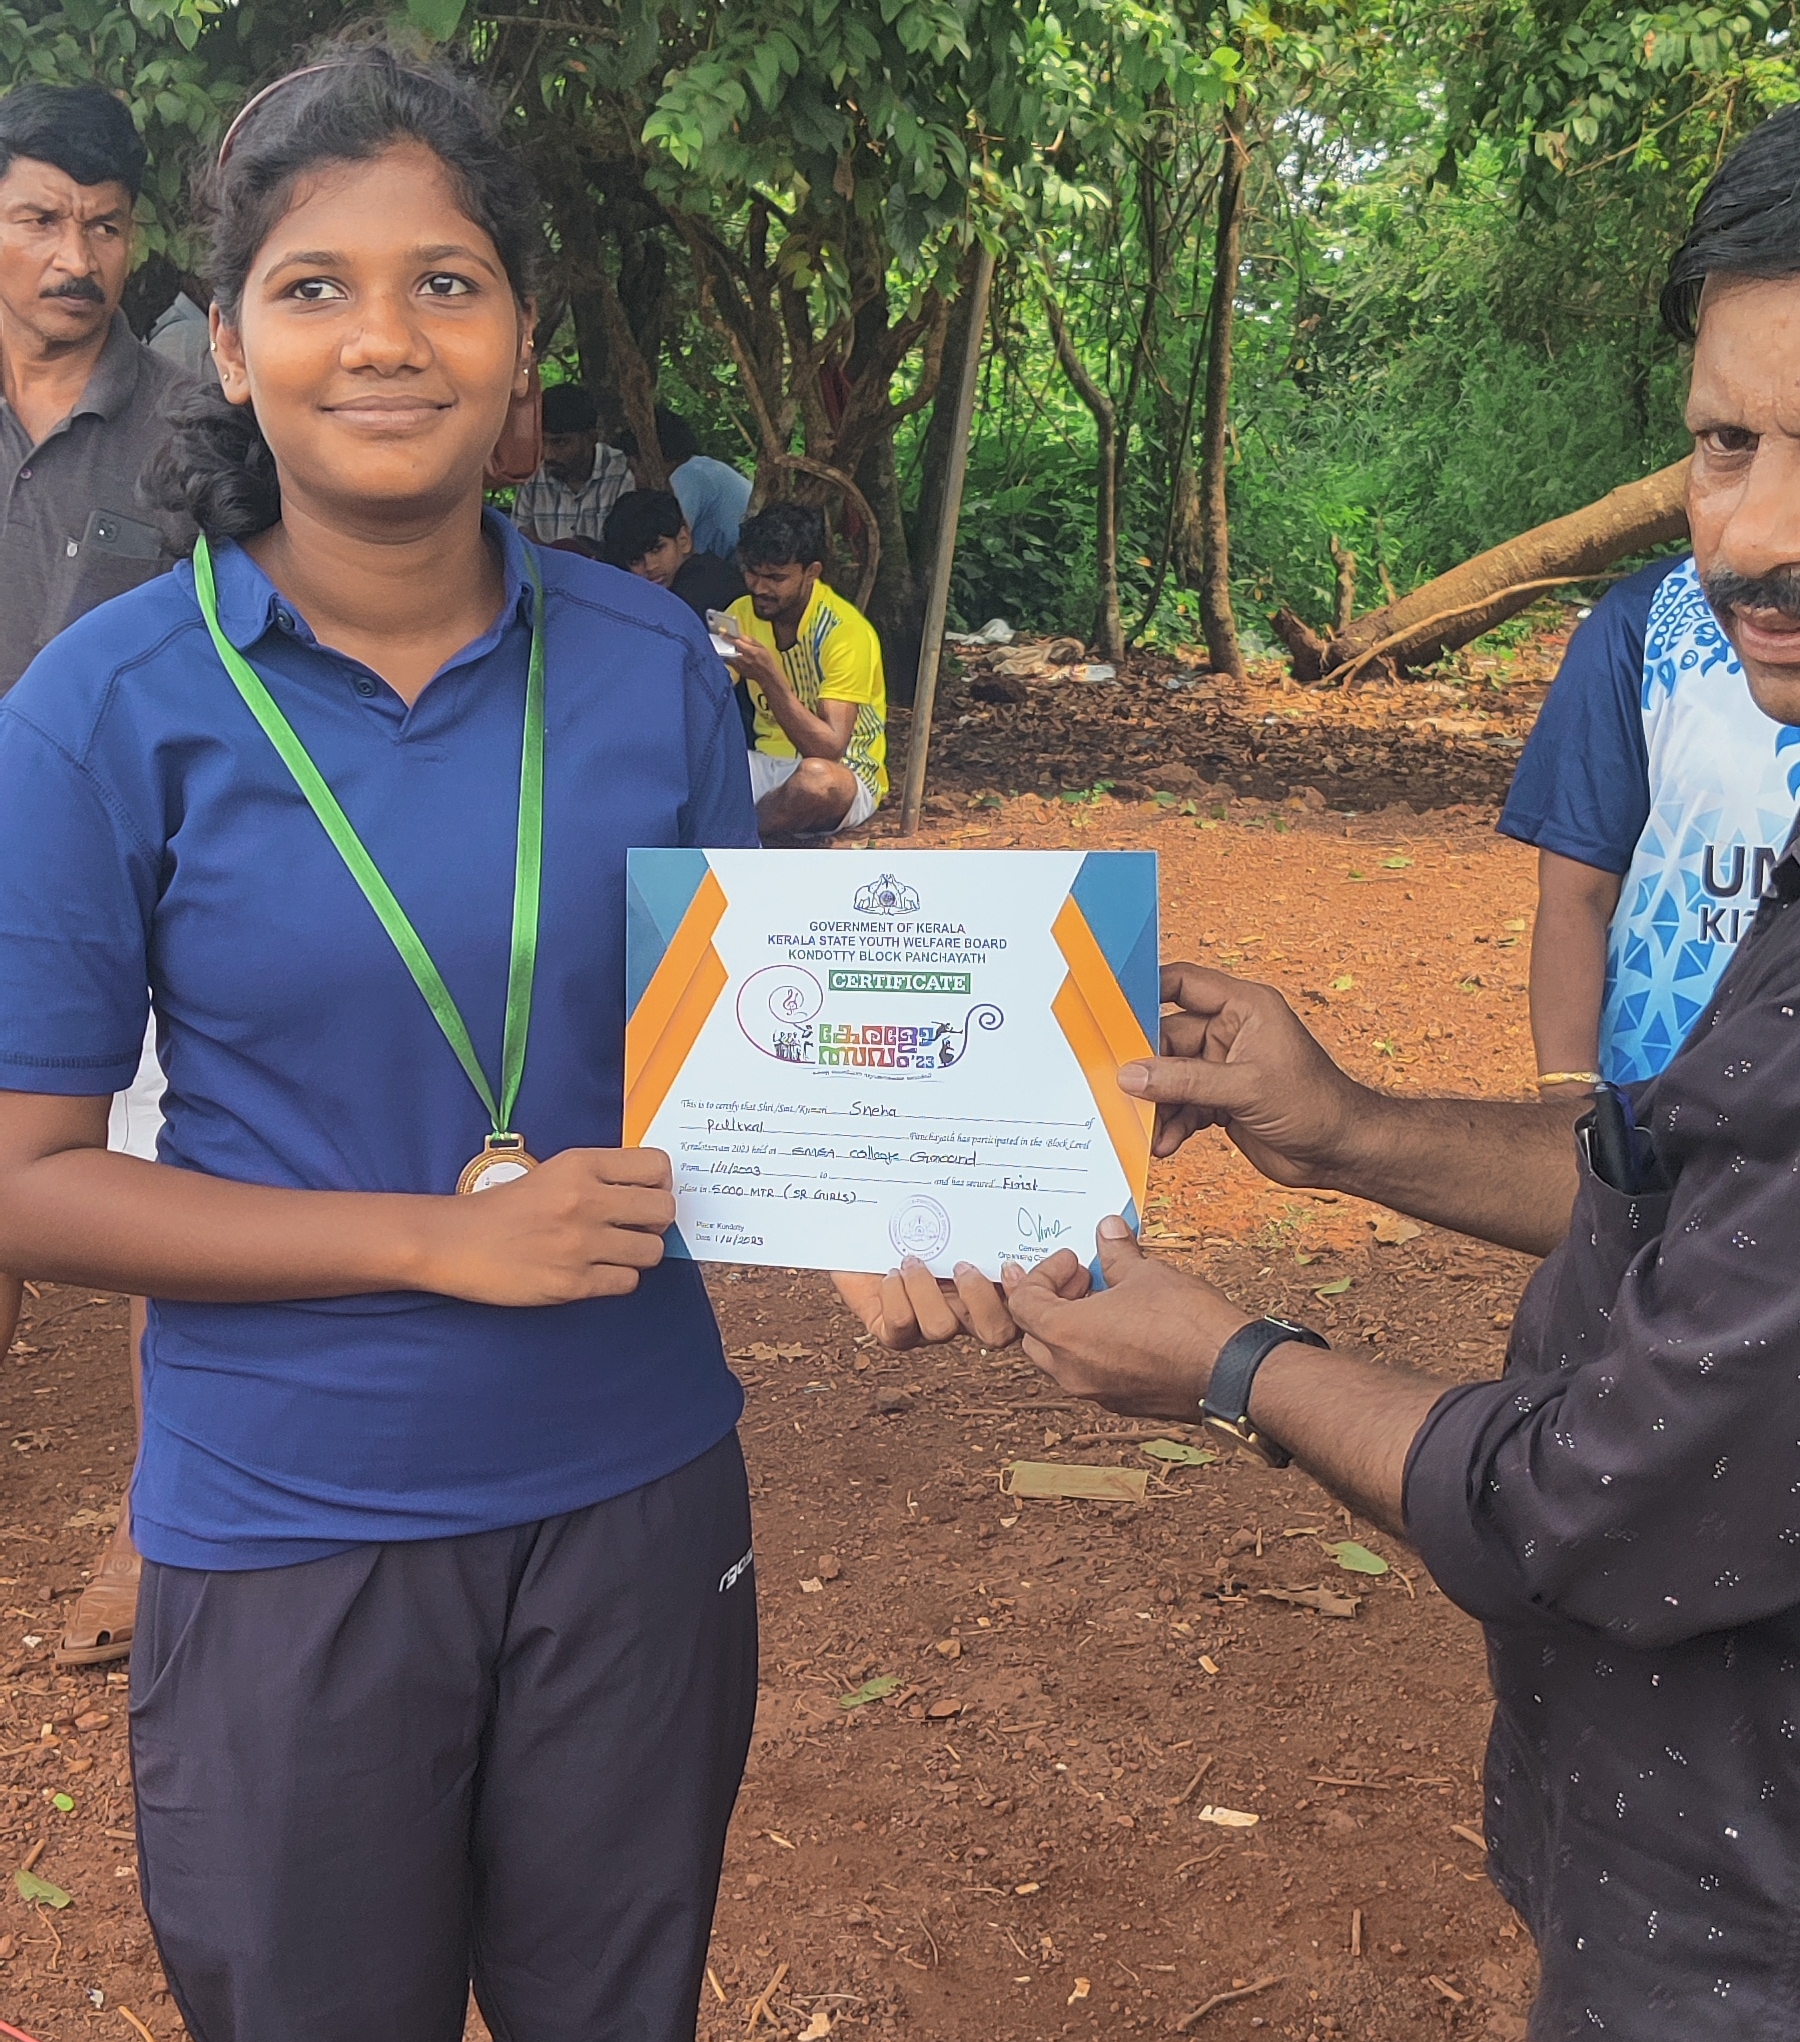 GOVERNMENT OF KERALA
KERALA STATE YOUTH WELFARE BOARD
KONDOTTY BLOCK PANCHAYATH
CERTIFICATE
കേരളോ
ത്സവം'23
This is to certify that Shri./Smt./Kumari Sneha of
Pulikkal Panchayath has participated in the Block Level
Keralotsavam 2023 held at EMEA College Ground
From 1/11/2023 to and has secured First
place in 5000 MTR (SR GIRLS)
Place: Kondotty
Date: 1/11/2023
Convener
Organising
UN
KI